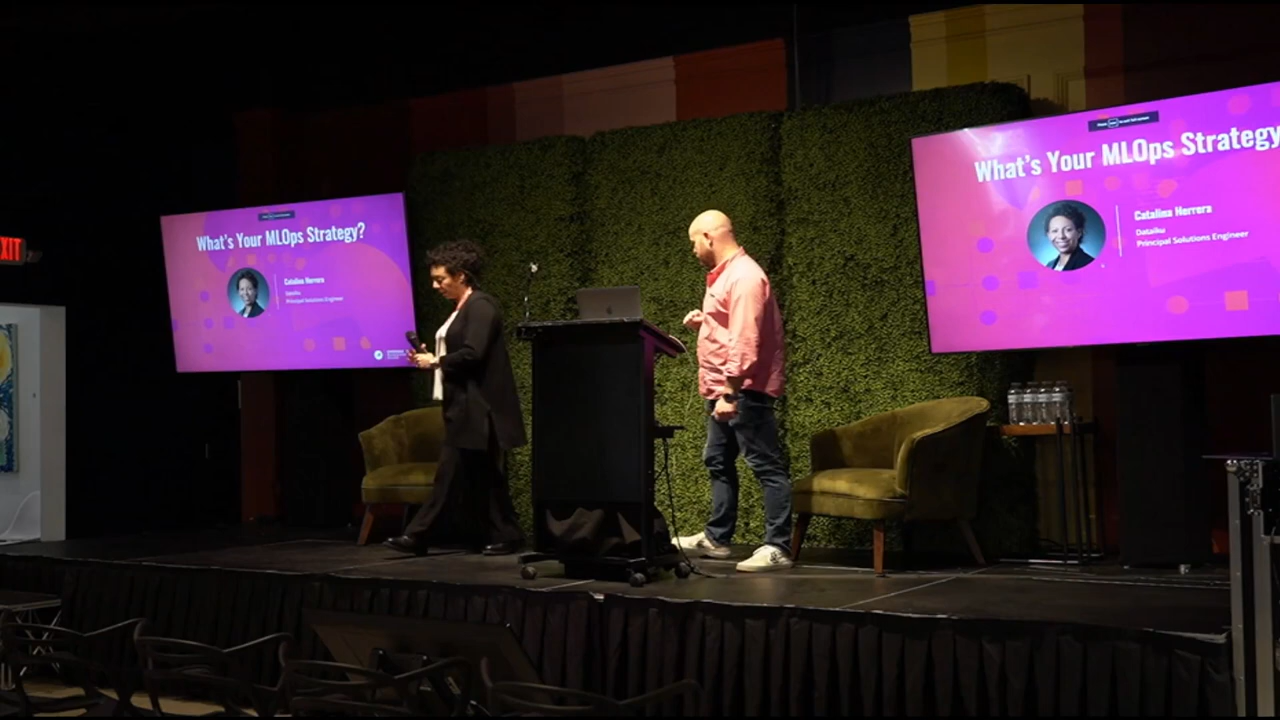 EXIT
What's Your MLOps Strategy?
Catalina Herrera
Dataiku
Principal Solutions Engineer
What's Your MLOps Strategy
Catalina Herrera
Dataiku
Principal Solutions Engineer